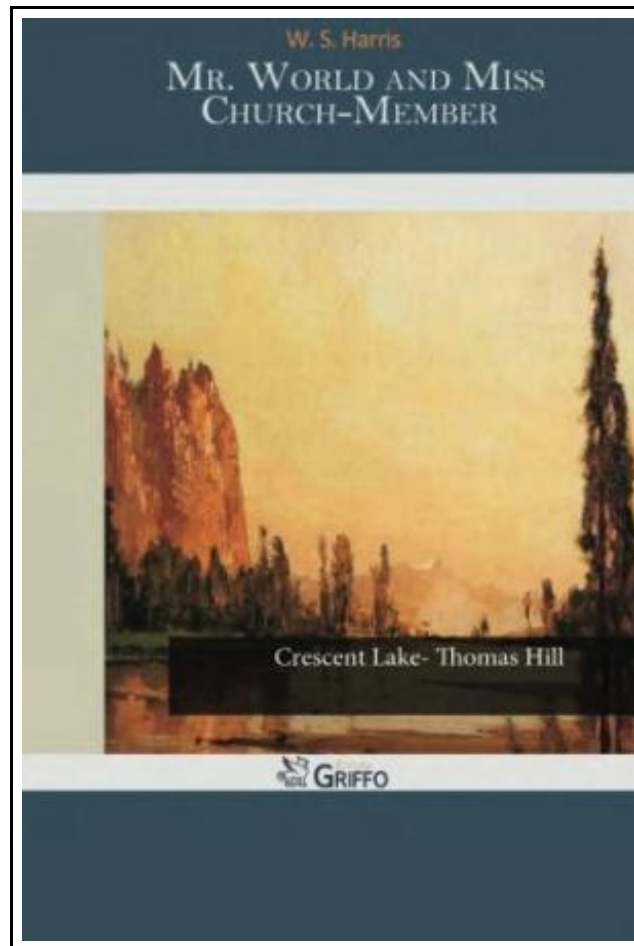 W. S. Harris
MR. WORLD AND MISS
CHURCH-MEMBER
Crescent Lake- Thomas Hill
GRIFFO